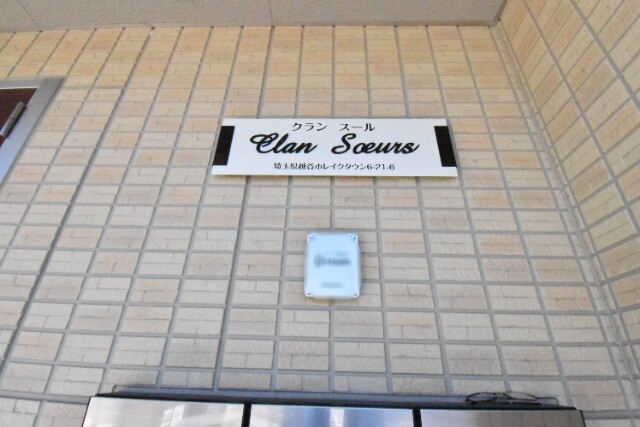 クラン スール
Clan Sœurs
埼玉県越谷市レイクタウン6-21-6